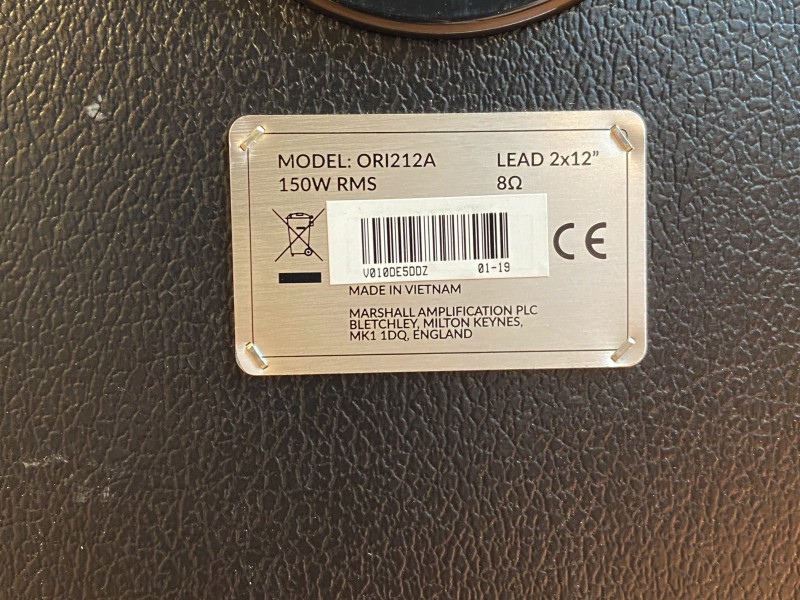 MODEL: ORI212A LEAD 2x12”
150W RMS 8Ω
CE
V010DE5DDZ 01-19
MADE IN VIETNAM
MARSHALL AMPLIFICATION PLC
BLETCHLEY, MILTON KEYNES,
MK1 1DQ, ENGLAND